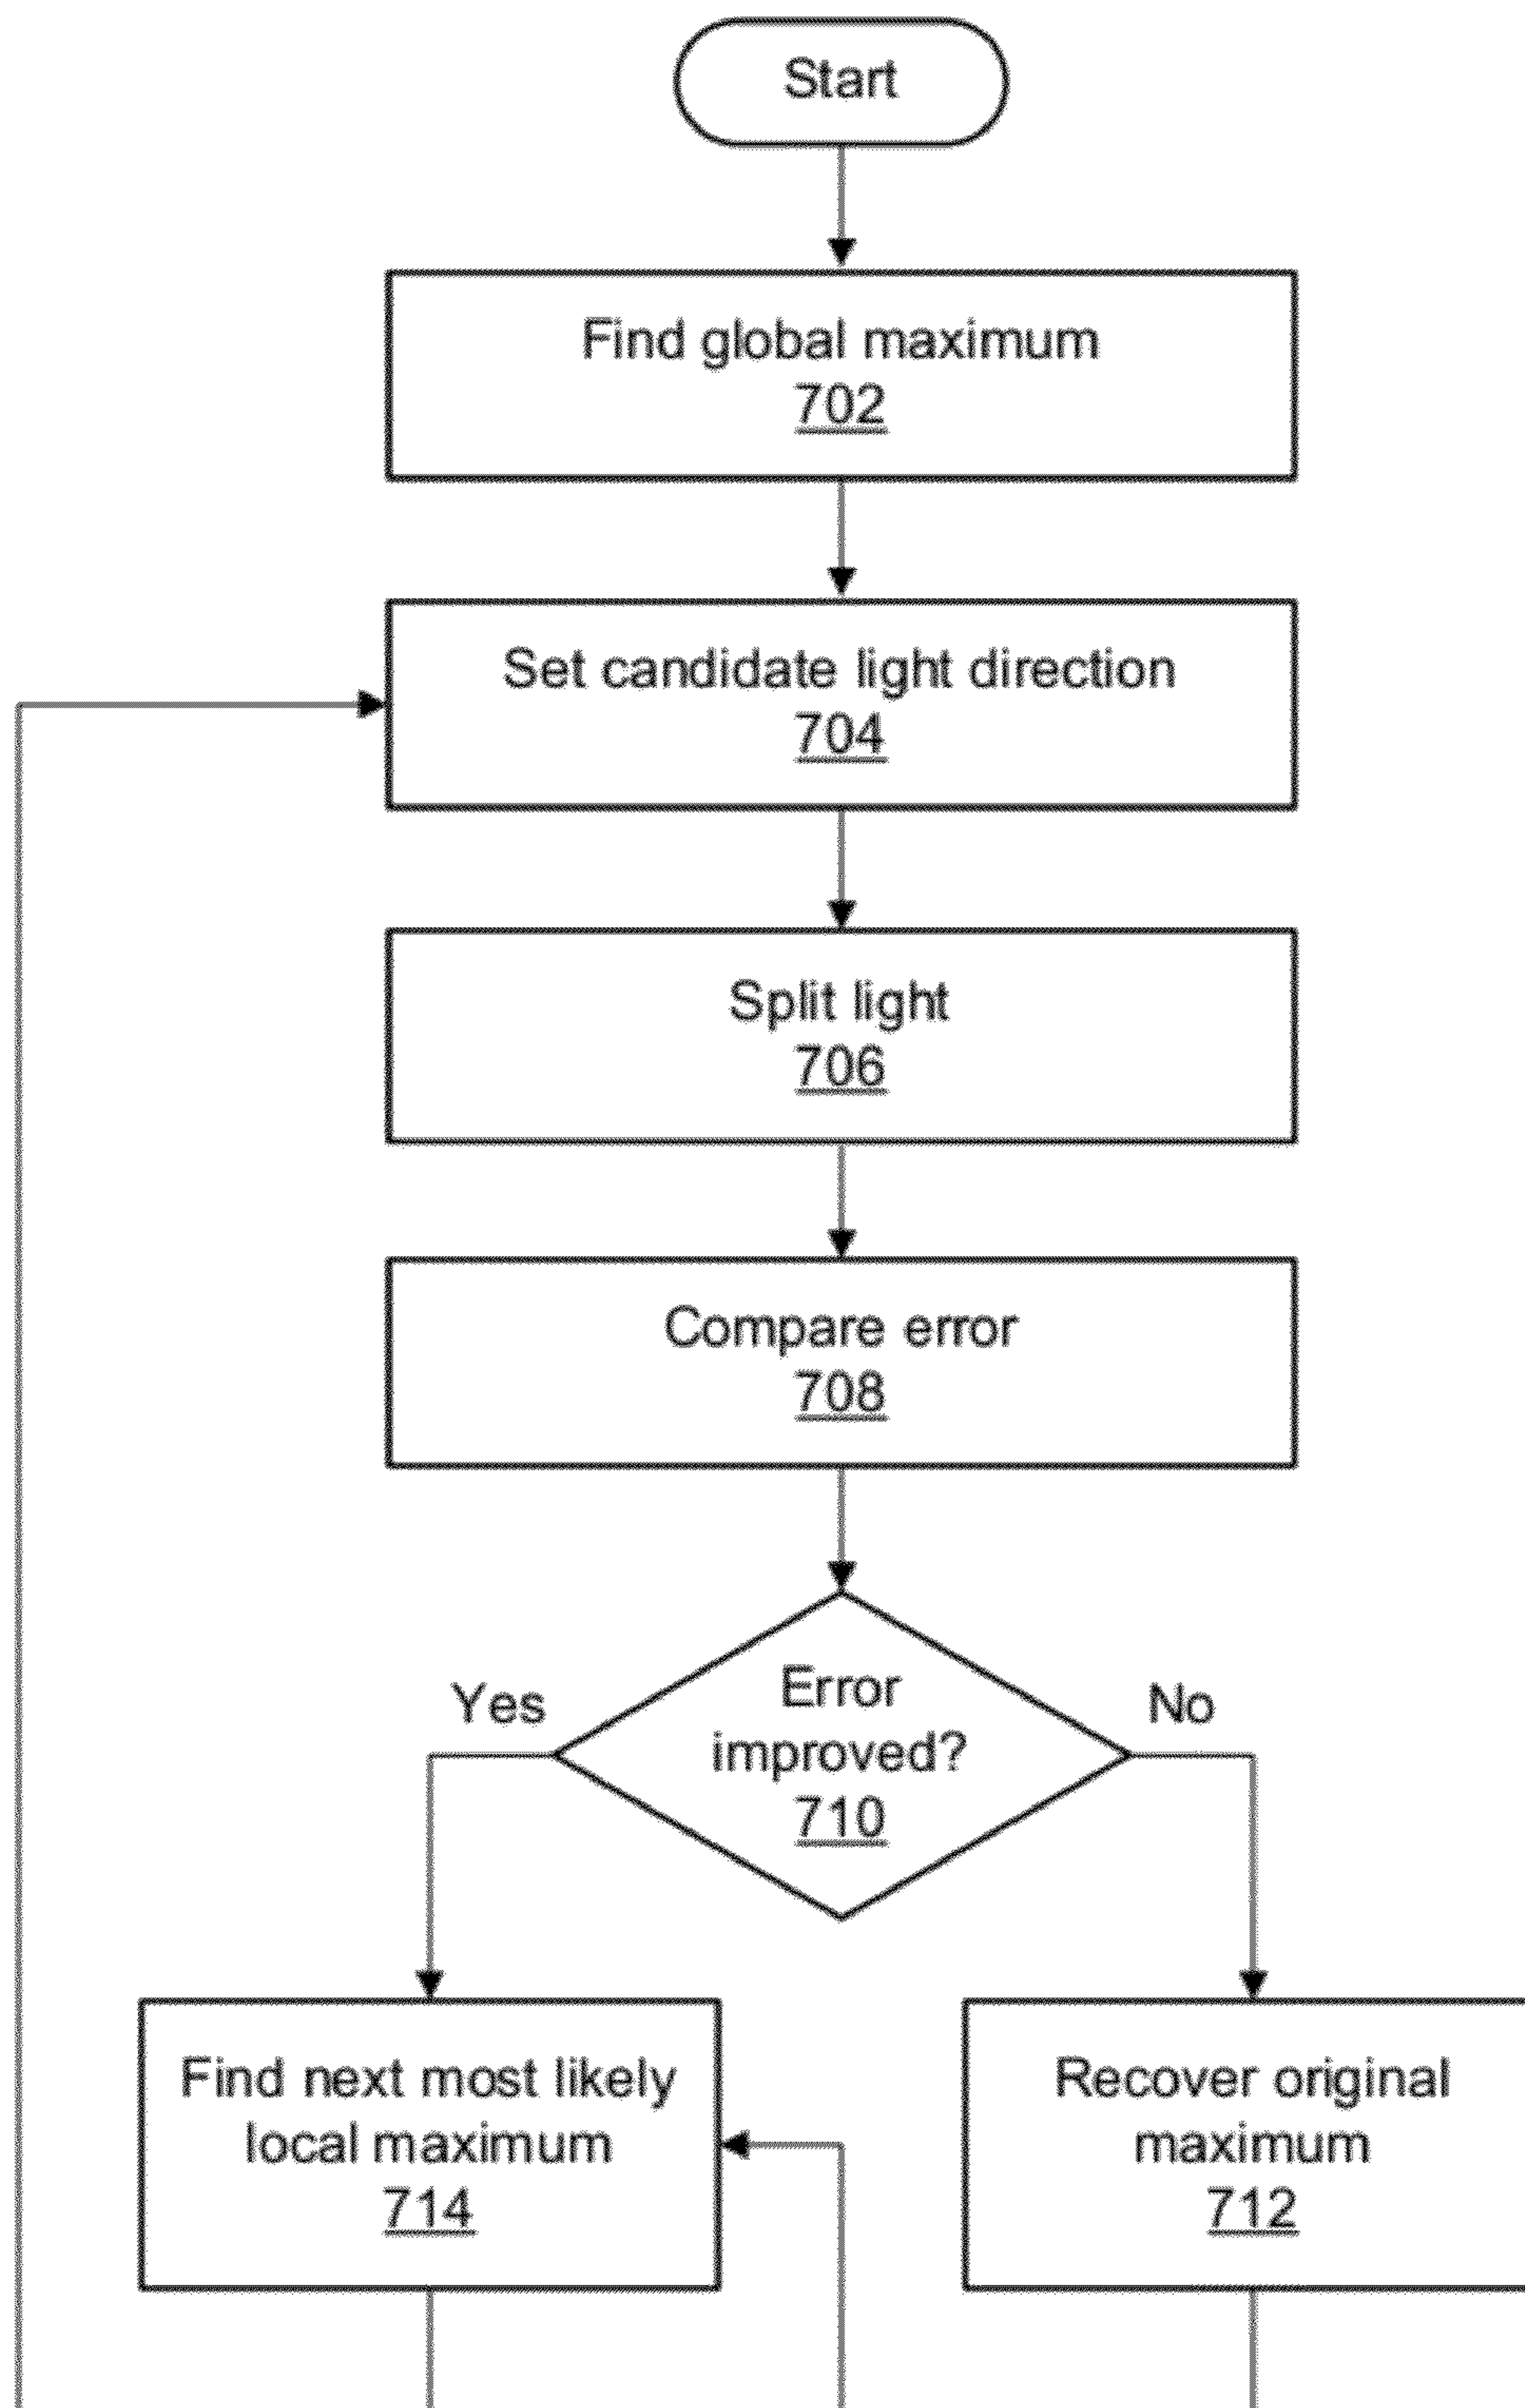 Start
Find global maximum
702
Set candidate light direction
704
Split light
706
Compare error
708
Error
improved?
710
Yes
No
Find next most likely
local maximum
714
Recover original
maximum
712